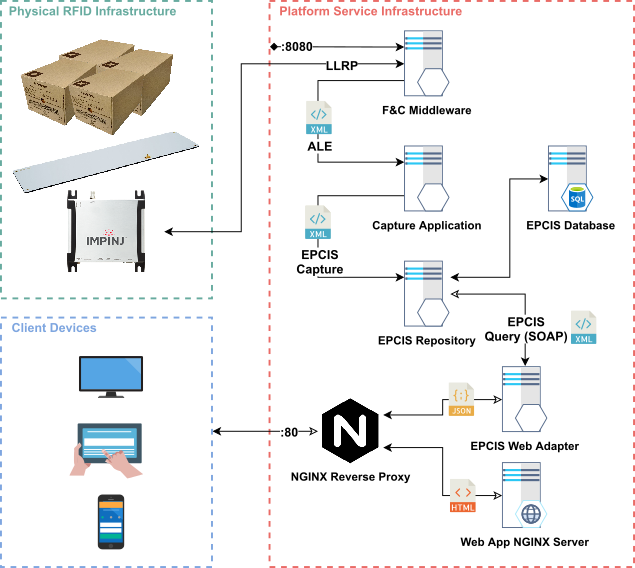 Physical RFID Infrastructure
Platform Service Infrastructure
:8080
LLRP
F&C Middleware
XML
ALE
IMPINJ
Capture Application
SQL
EPCIS Database
XML
EPCIS
Capture
EPCIS Repository
EPCIS
Query (SOAP)
XML
Client Devices
{;}
JSON
EPCIS Web Adapter
:80
N
NGINX Reverse Proxy
HTML
Web App NGINX Server